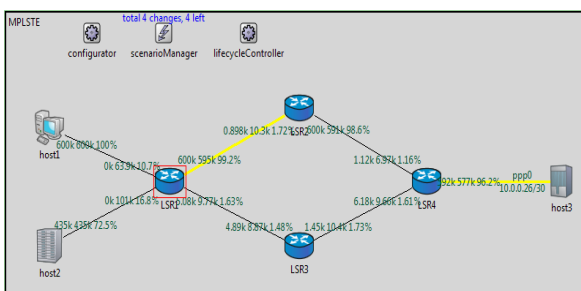 MPLSTE
total 4 changes, 4 left
configurator
scenarioManager
lifecycleController
600k 600k 100%
host1
0k 63.9k 10.7%
600k 595k 99.2%
0.898k 10.3k 1.72%
LSR2
600k 591k 98.6%
1.12k 6.97k 1.16%
LSR1
0k 101k 16.8%
435k 435k 72.5%
host2
9.77k 1.63%
4.89k 8.87k 1.48%
LSR3
1.45k 10.4k 1.73%
6.18k 9.66k 1.61%
LSR4
577k 96.2%
ppp0
10.0.0.26/30
host3